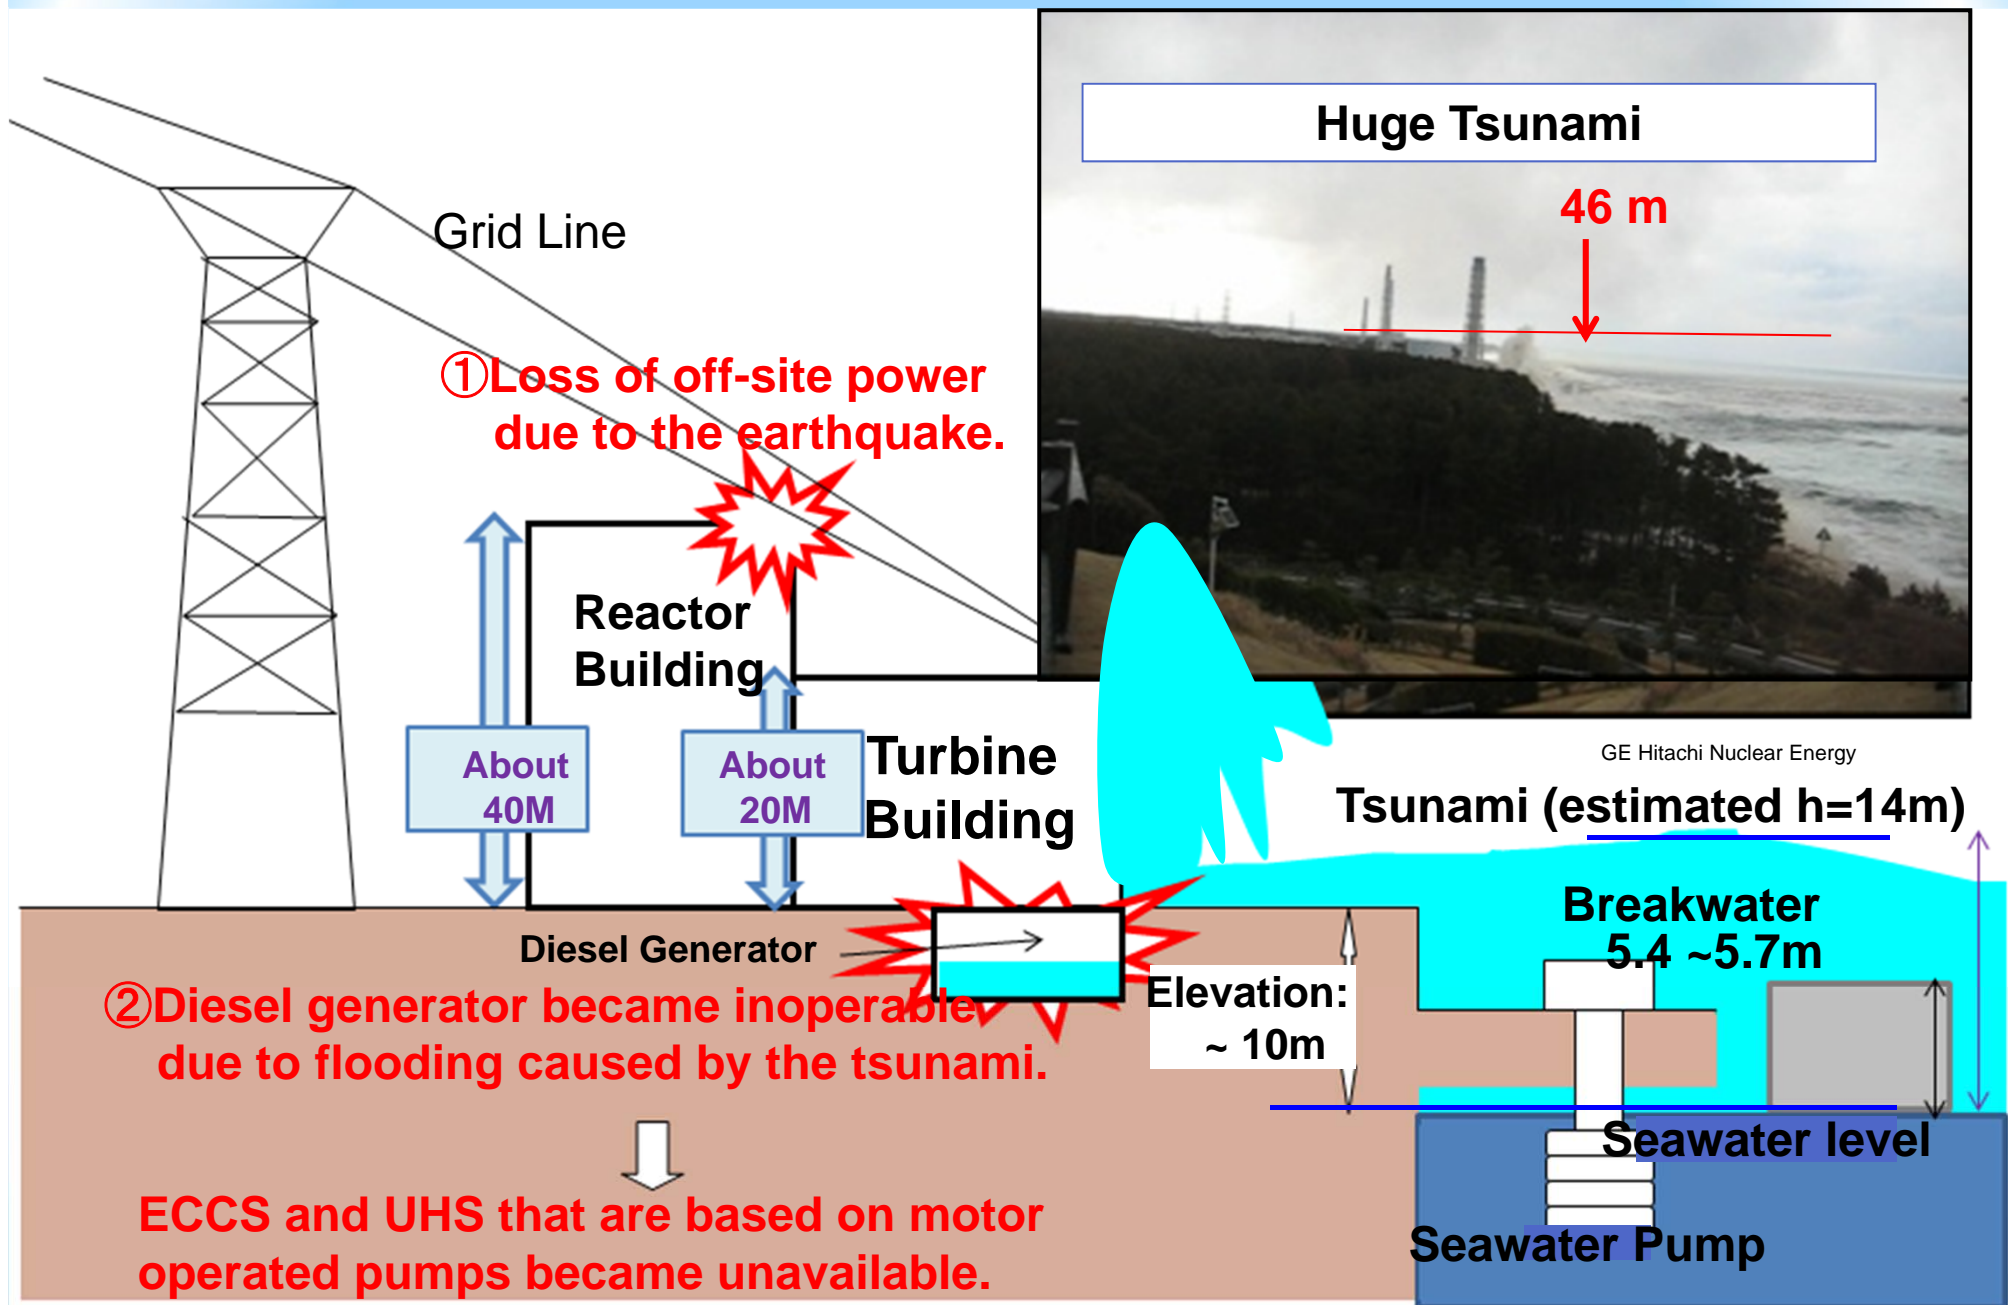 Huge Tsunami
46 m
Grid Line
①Loss of off-site power
due to the earthquake.
Reactor
Building
About
40M
About
20M
Turbine
Building
GE Hitachi Nuclear Energy
Tsunami (estimated h=14m)
Breakwater
5.4 ~5.7m
Diesel Generator
②Diesel generator became inoperable
due to flooding caused by the tsunami.
Elevation:
~ 10m
Seawater level
Seawater Pump
ECCS and UHS that are based on motor
operated pumps became unavailable.